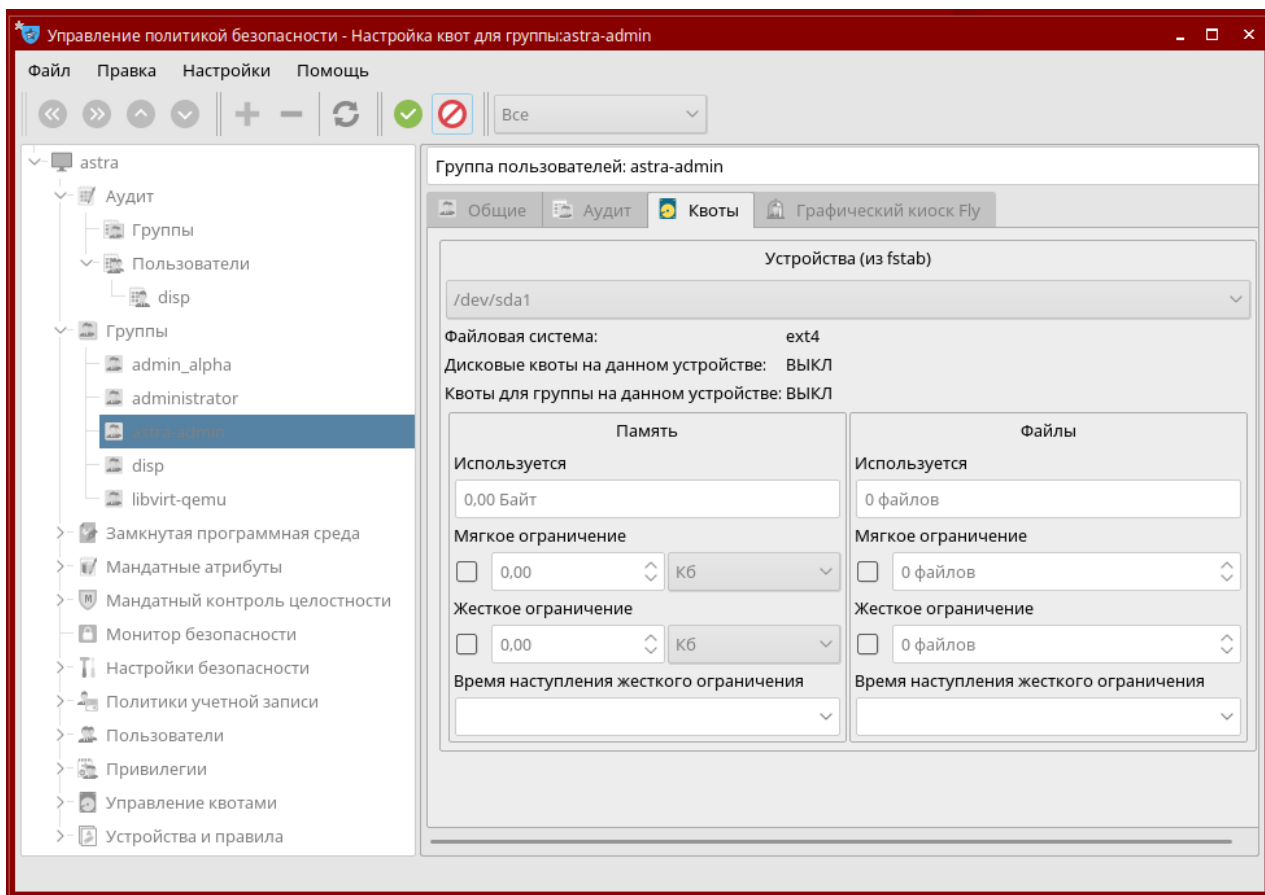 Управление политикой безопасности - Настройка квот для группы:astra-admin
Файл Правка Настройки Помощь
Все
astra
Аудит
Группы
Пользователи
disp
Группы
admin_alpha
administrator
astra-admin
disp
libvirt-qemu
Замкнутая программная среда
Мандатные атрибуты
Мандатный контроль целостности
Монитор безопасности
Настройки безопасности
Политики учетной записи
Пользователи
Привилегии
Управление квотами
Устройства и правила
Группа пользователей: astra-admin
Общие Аудит Квоты Графический киоск Fly
Устройства (из fstab)
/dev/sda1
Файловая система: ext4
Дисковые квоты на данном устройстве: ВЫКЛ
Квоты для группы на данном устройстве: ВЫКЛ
Память
Используется
0,00 Байт
Мягкое ограничение
0,00 Кб
Жесткое ограничение
0,00 Кб
Время наступления жесткого ограничения
Файлы
Используется
0 файлов
Мягкое ограничение
0 файлов
Жесткое ограничение
0 файлов
Время наступления жесткого ограничения